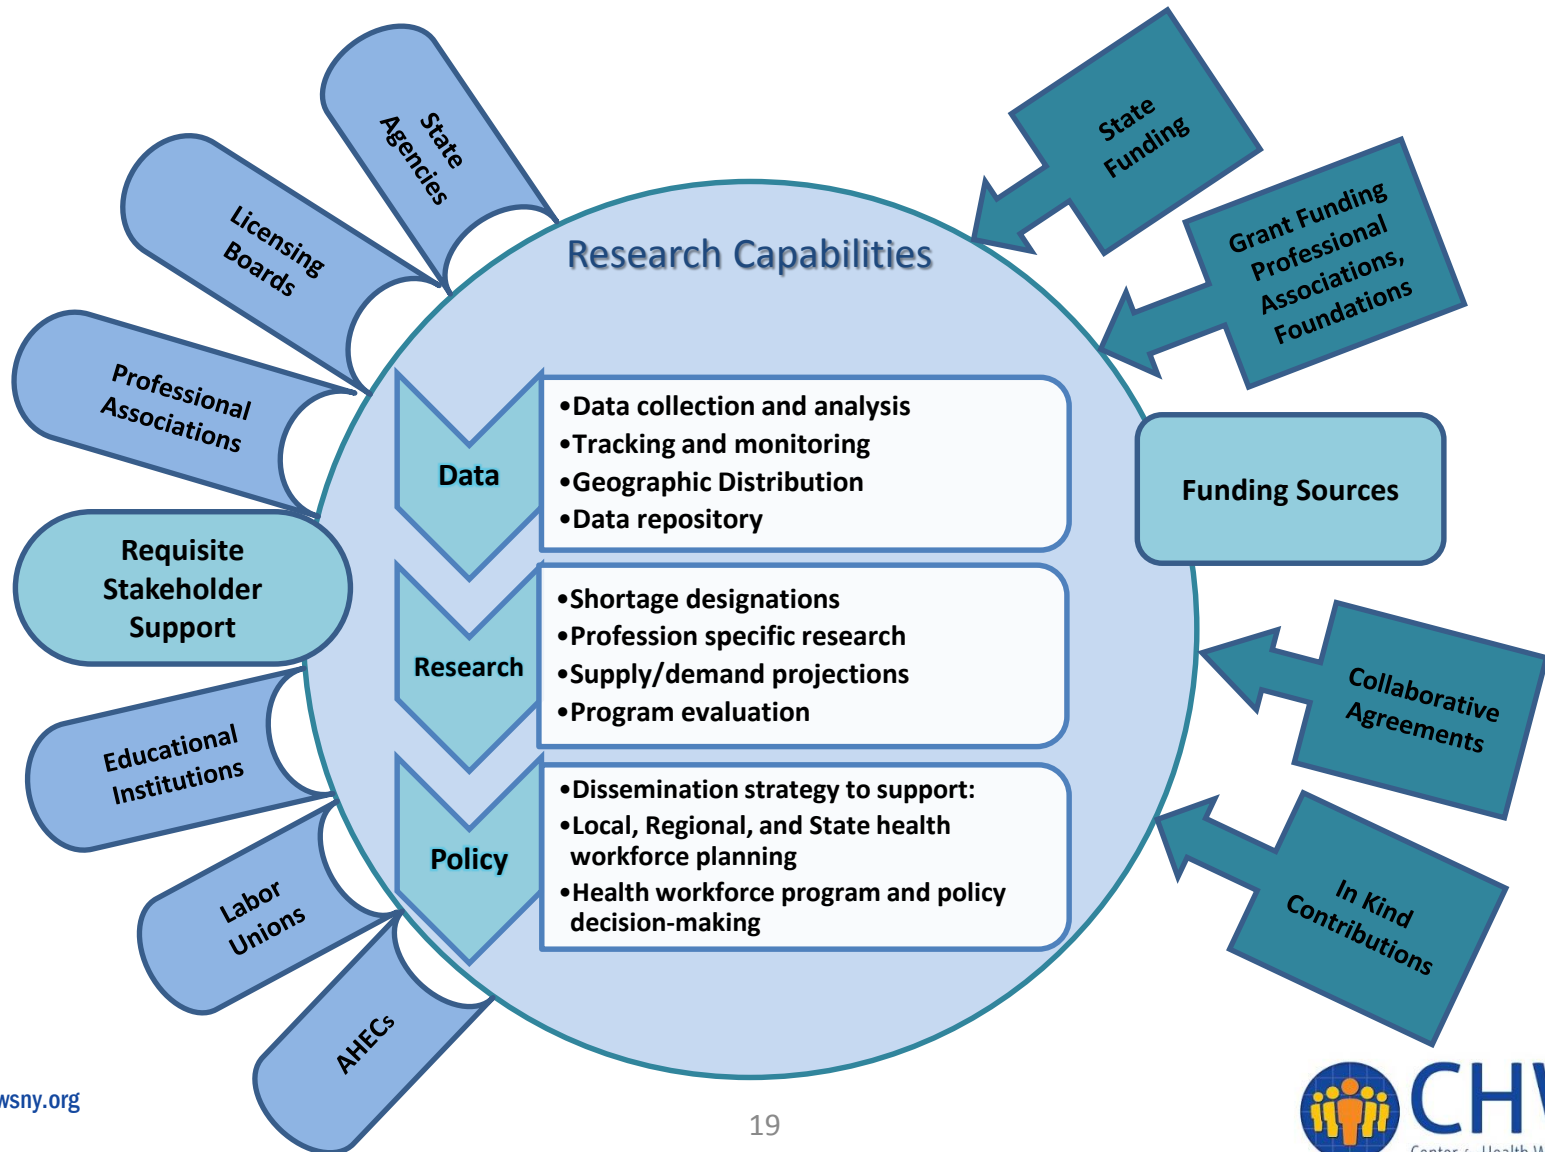 State
Agencies
Licensing
Boards
Professional
Associations
Requisite
Stakeholder
Support
Educational
Institutions
Labor
Unions
AHECs
Research Capabilities
Data
•Data collection and analysis
•Tracking and monitoring
•Geographic Distribution
•Data repository
Research
•Shortage designations
•Profession specific research
•Supply/demand projections
•Program evaluation
Policy
•Dissemination strategy to support:
•Local, Regional, and State health
workforce planning
•Health workforce program and policy
decision-making
State
Funding
Grant Funding
Professional
Associations,
Foundations
Funding Sources
Collaborative
Agreements
In Kind
Contributions
wsny.org
19
CHW
Center for Health W